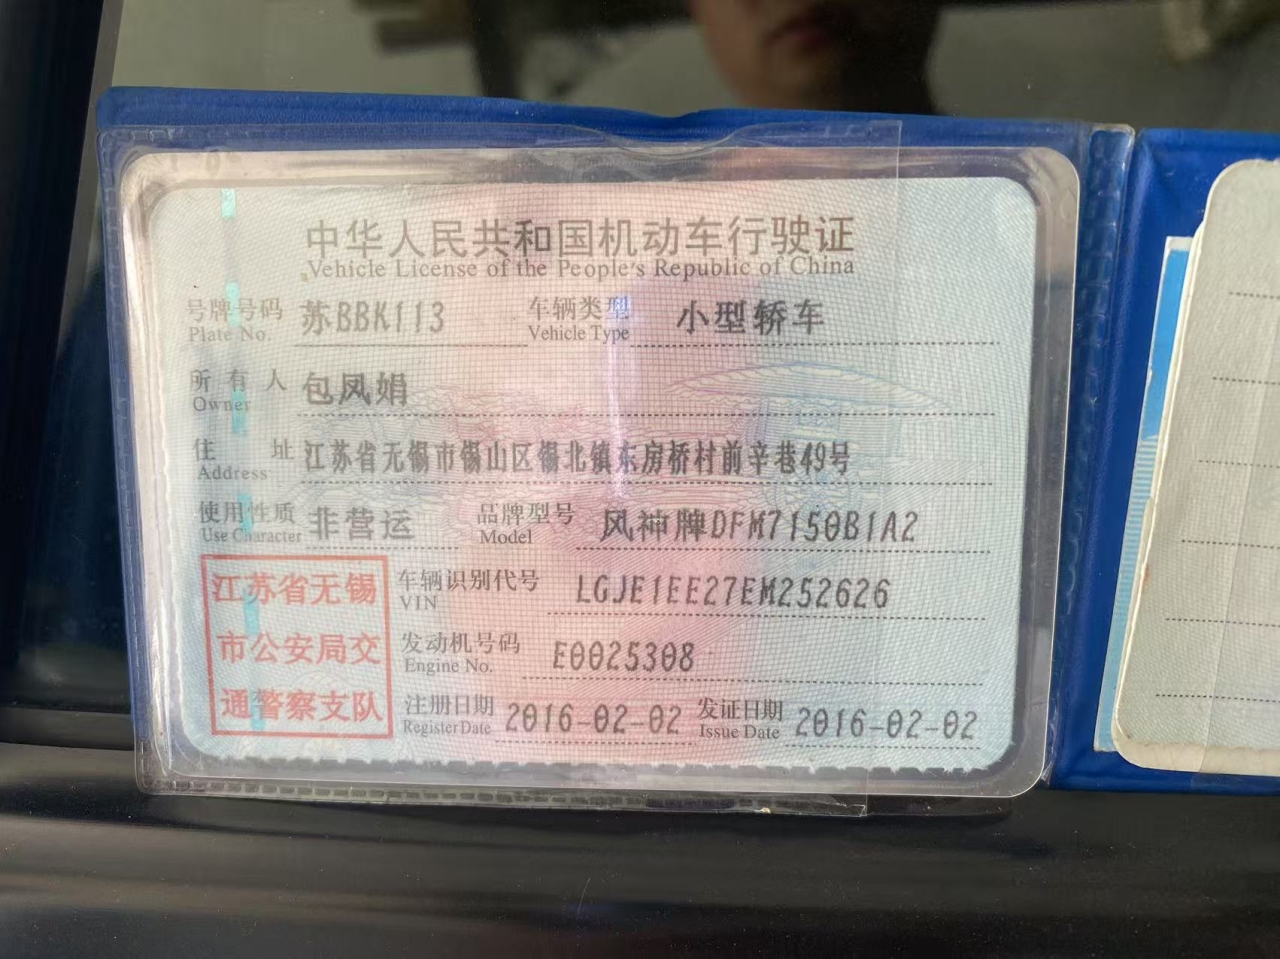 中华人民共和国机动车行驶证
Vehicle License of the People's Republic of China
号牌号码 苏BBK113 车辆类型 小型轿车
Plate No. Vehicle Type
所有人 包凤娟
Owner
住址 江苏省无锡市锡山区锡北镇东房桥村前辛巷49号
Address
使用性质 非营运 品牌型号 风神牌DFM7150B1A2
Use Character Model
江苏省无锡
市公安局交
通警察支队
车辆识别代号 LGJE1EE27EM252626
VIN
发动机号码 E0025308
Engine No.
注册日期 2016-02-02 发证日期 2016-02-02
Register Date Issue Date